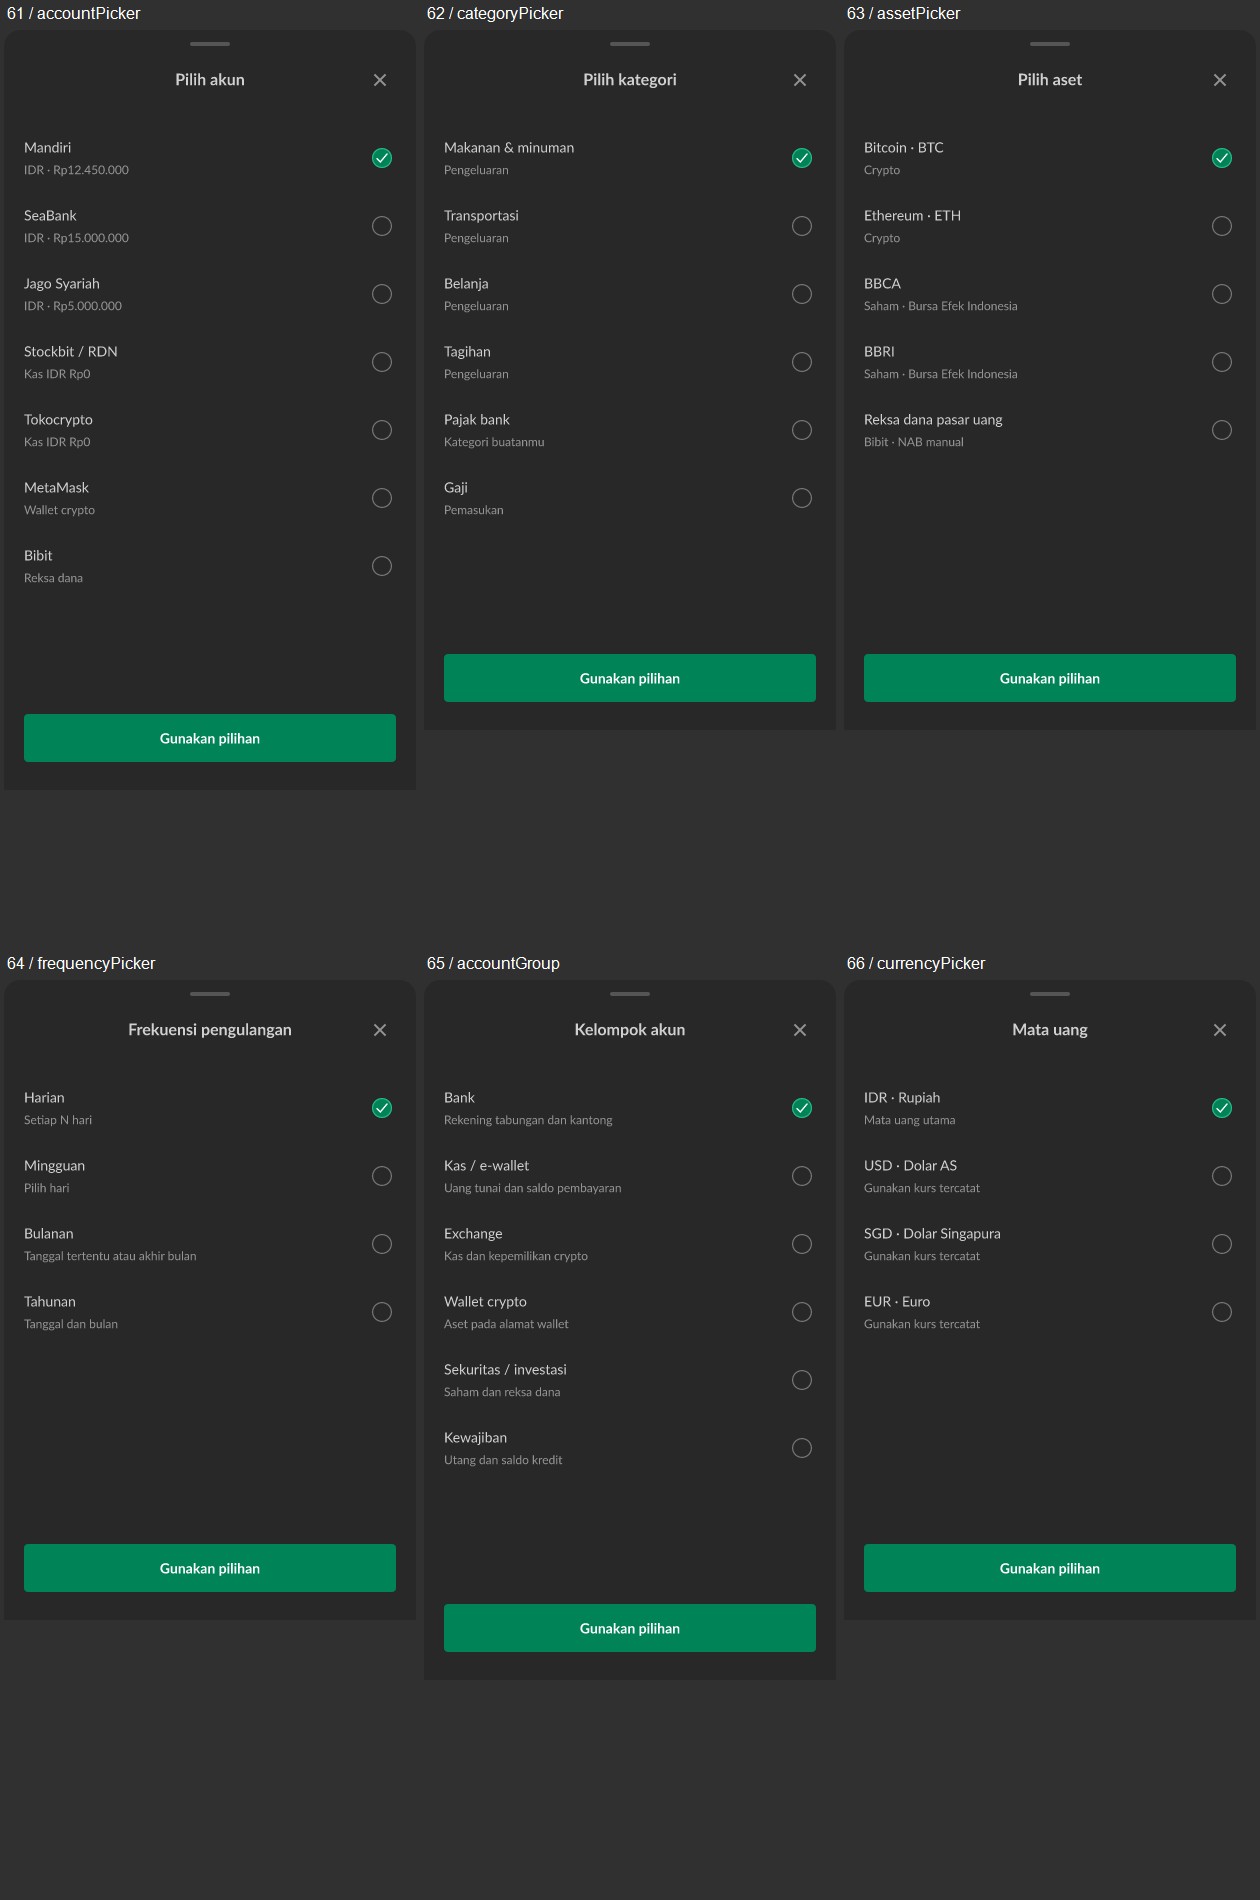 61 / accountPicker
Pilih akun
Mandiri
IDR · Rp12.450.000
SeaBank
IDR · Rp15.000.000
Jago Syariah
IDR · Rp5.000.000
Stockbit / RDN
Kas IDR Rp0
Tokocrypto
Kas IDR Rp0
MetaMask
Wallet crypto
Bibit
Reksa dana
Gunakan pilihan
62 / categoryPicker
Pilih kategori
Makanan & minuman
Pengeluaran
Transportasi
Pengeluaran
Belanja
Pengeluaran
Tagihan
Pengeluaran
Pajak bank
Kategori buatanmu
Gaji
Pemasukan
Gunakan pilihan
63 / assetPicker
Pilih aset
Bitcoin · BTC
Crypto
Ethereum · ETH
Crypto
BBCA
Saham · Bursa Efek Indonesia
BBRI
Saham · Bursa Efek Indonesia
Reksa dana pasar uang
Bibit · NAB manual
Gunakan pilihan
64 / frequencyPicker
Frekuensi pengulangan
Harian
Setiap N hari
Mingguan
Pilih hari
Bulanan
Tanggal tertentu atau akhir bulan
Tahunan
Tanggal dan bulan
Gunakan pilihan
65 / accountGroup
Kelompok akun
Bank
Rekening tabungan dan kantong
Kas / e-wallet
Uang tunai dan saldo pembayaran
Exchange
Kas dan kepemilikan crypto
Wallet crypto
Aset pada alamat wallet
Sekuritas / investasi
Saham dan reksa dana
Kewajiban
Utang dan saldo kredit
Gunakan pilihan
66 / currencyPicker
Mata uang
IDR · Rupiah
Mata uang utama
USD · Dolar AS
Gunakan kurs tercatat
SGD · Dolar Singapura
Gunakan kurs tercatat
EUR · Euro
Gunakan kurs tercatat
Gunakan pilihan